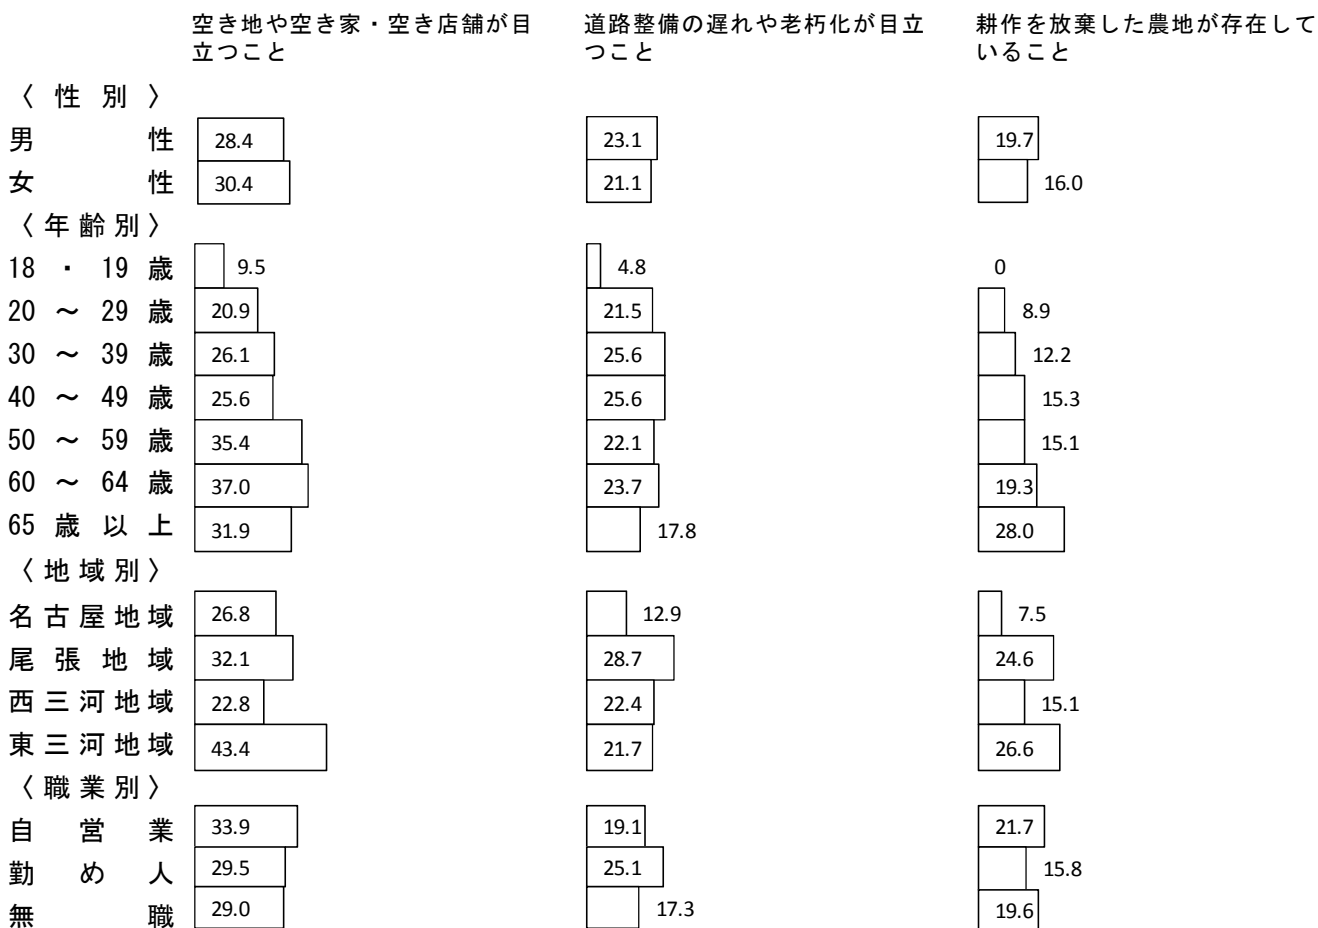 空き地や空き家・空き店舗が目
立つこと
道路整備の遅れや老朽化が目立
つこと
耕作を放棄した農地が存在して
いること
〈性別〉
男性 28.4 23.1 19.7
女性 30.4 21.1 16.0
〈年齢別〉
18・19歳 9.5 4.8 0
20～29歳 20.9 21.5 8.9
30～39歳 26.1 25.6 12.2
40～49歳 25.6 25.6 15.3
50～59歳 35.4 22.1 15.1
60～64歳 37.0 23.7 19.3
65歳以上 31.9 17.8 28.0
〈地域別〉
名古屋地域 26.8 12.9 7.5
尾張地域 32.1 28.7 24.6
西三河地域 22.8 22.4 15.1
東三河地域 43.4 21.7 26.6
〈職業別〉
自営業 33.9 19.1 21.7
勤め人 29.5 25.1 15.8
無職 29.0 17.3 19.6